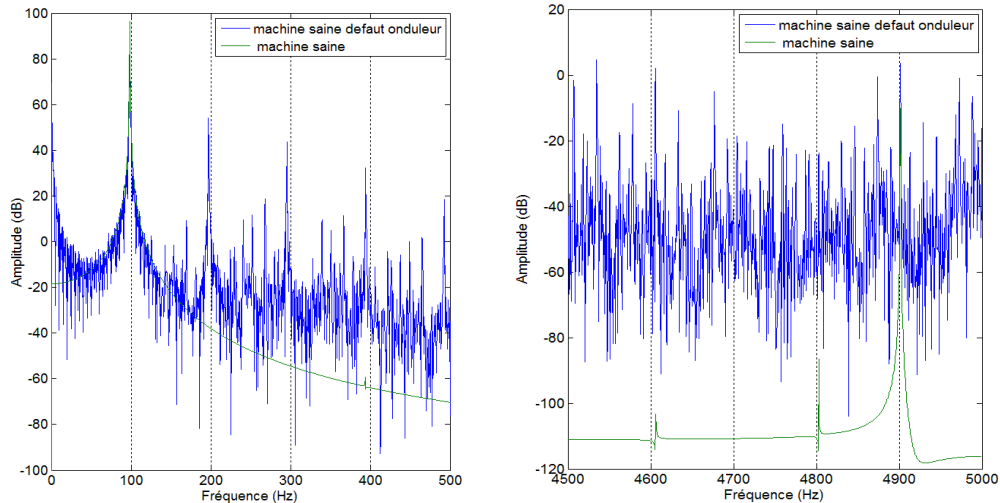 machine saine defaut onduleur
machine saine
Amplitude (dB)
100
80
60
40
20
0
-20
-40
-60
-80
-100
0 100 200 300 400 500
Fréquence (Hz)
machine saine defaut onduleur
machine saine
Amplitude (dB)
20
0
-20
-40
-60
-80
-100
-120
4500 4600 4700 4800 4900 5000
Fréquence (Hz)